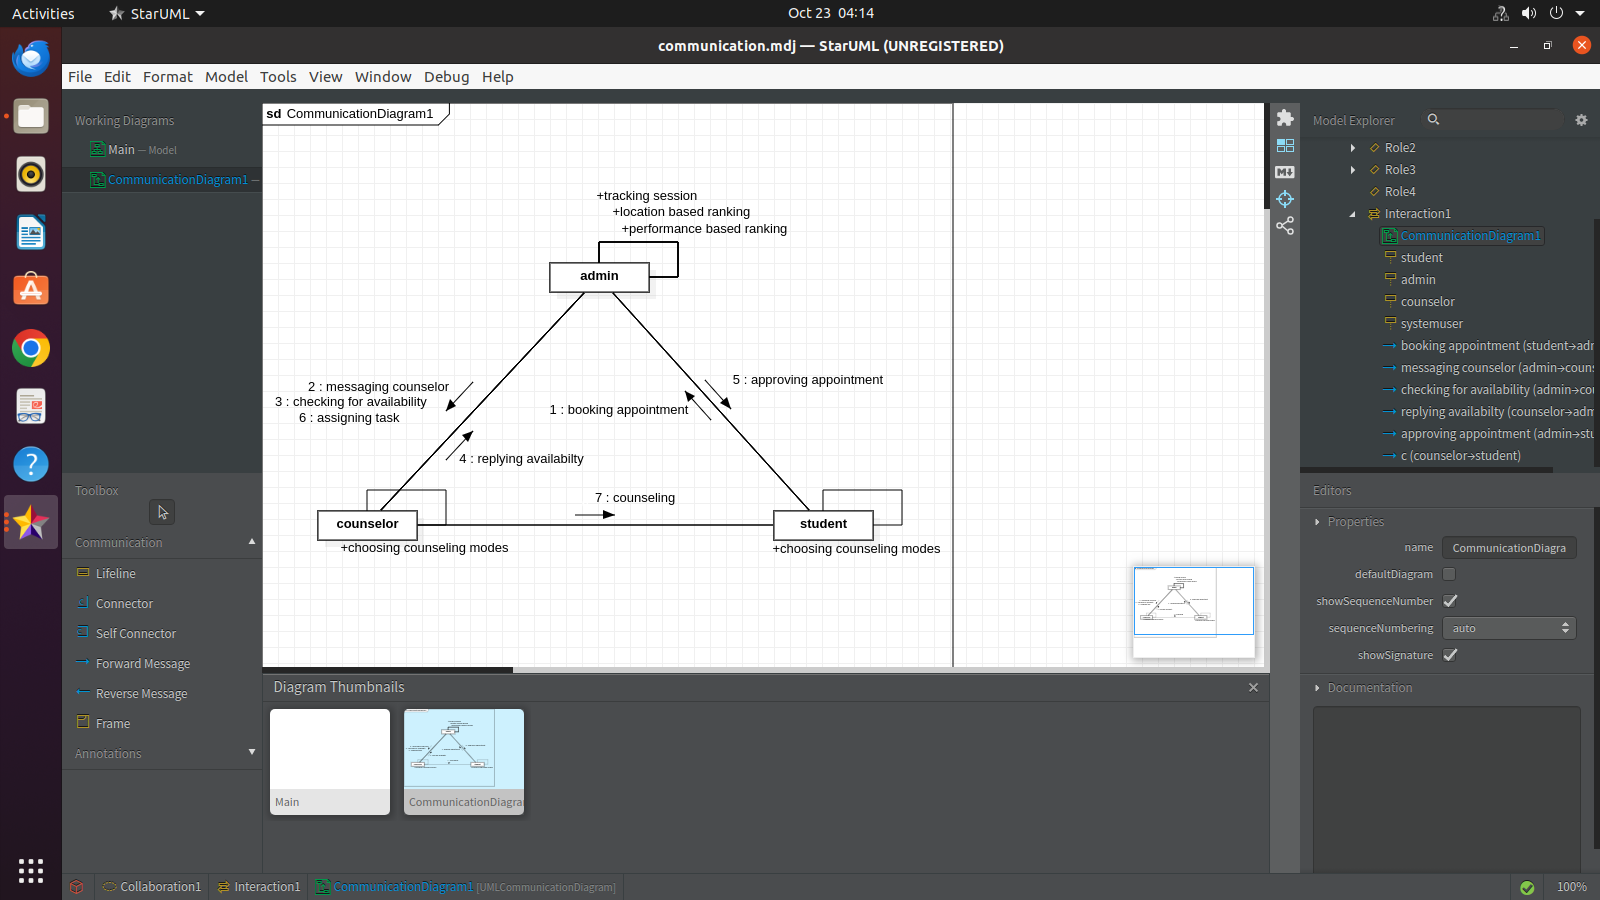 Activities
StarUML
Oct 23 04:14
communication.mdj — StarUML (UNREGISTERED)
File Edit Format Model Tools View Window Debug Help
Working Diagrams
Main — Model
CommunicationDiagram1 —
Toolbox
Communication
Lifeline
Connector
Self Connector
Forward Message
Reverse Message
Frame
Annotations
sd CommunicationDiagram1
+tracking session
+location based ranking
+performance based ranking
admin
2 : messaging counselor
3 : checking for availability
6 : assigning task
5 : approving appointment
1 : booking appointment
4 : replying availabilty
7 : counseling
counselor
student
+choosing counseling modes
+choosing counseling modes
Diagram Thumbnails
Main
CommunicationDiagra
Model Explorer
Role2
Role3
Role4
Interaction1
CommunicationDiagram1
student
admin
counselor
systemuser
booking appointment (student→adr
messaging counselor (admin→couns
checking for availability (admin→co
replying availabilty (counselor→adm
approving appointment (admin→stu
c (counselor→student)
Editors
Properties
name CommunicationDiagra
defaultDiagram
showSequenceNumber
sequenceNumbering auto
showSignature
Documentation
Collaboration1
Interaction1
CommunicationDiagram1 [UMLCommunicationDiagram]
100%